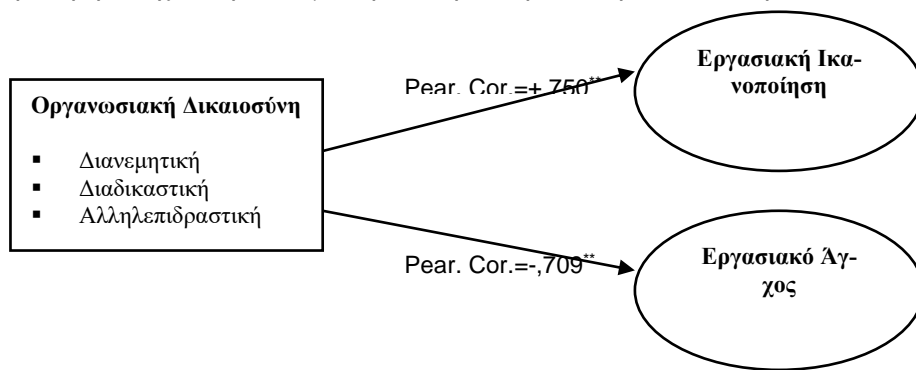 Pear. Cor.=+,750**
Εργασιακή Ικα-
νοποίηση
Οργανωσιακή Δικαιοσύνη
▪ Διανεμητική
▪ Διαδικαστική
▪ Αλληλεπιδραστική
Pear. Cor.=-,709**
Εργασιακό Άγ-
χος